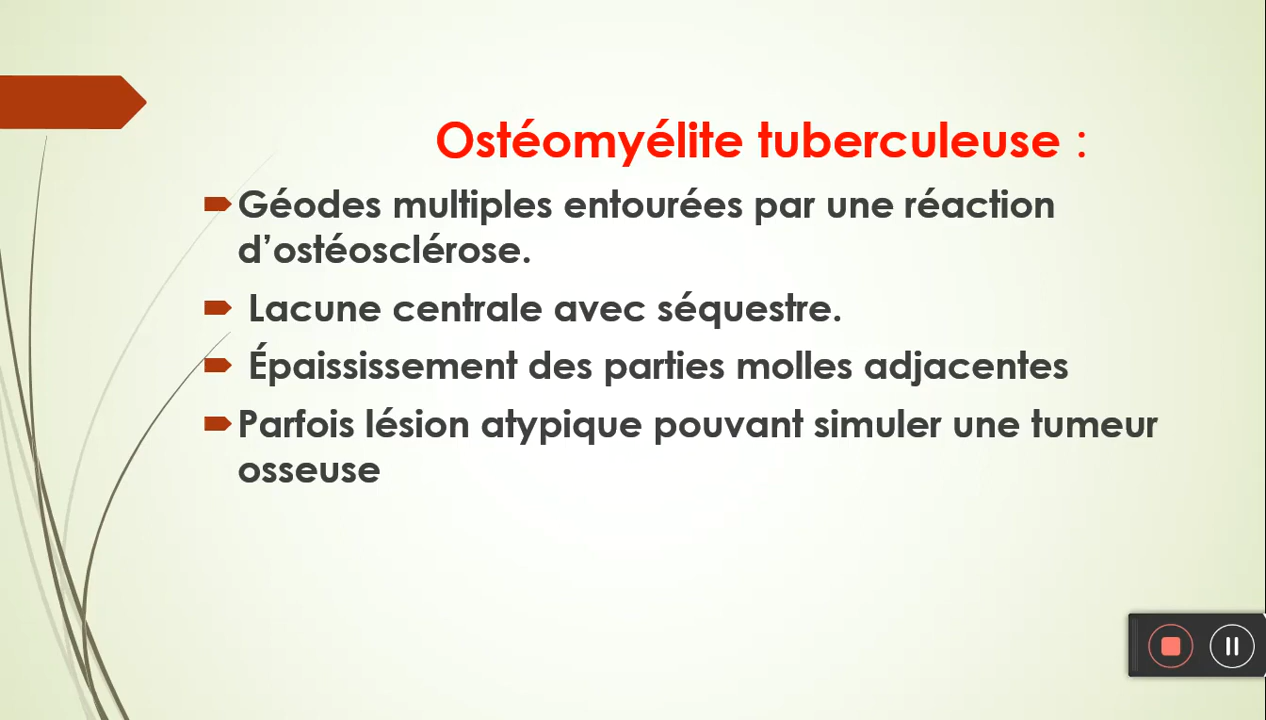 Ostéomyélite tuberculeuse :
Géodes multiples entourées par une réaction
d’ostéosclérose.
Lacune centrale avec séquestre.
Épaississement des parties molles adjacentes
Parfois lésion atypique pouvant simuler une tumeur
osseuse